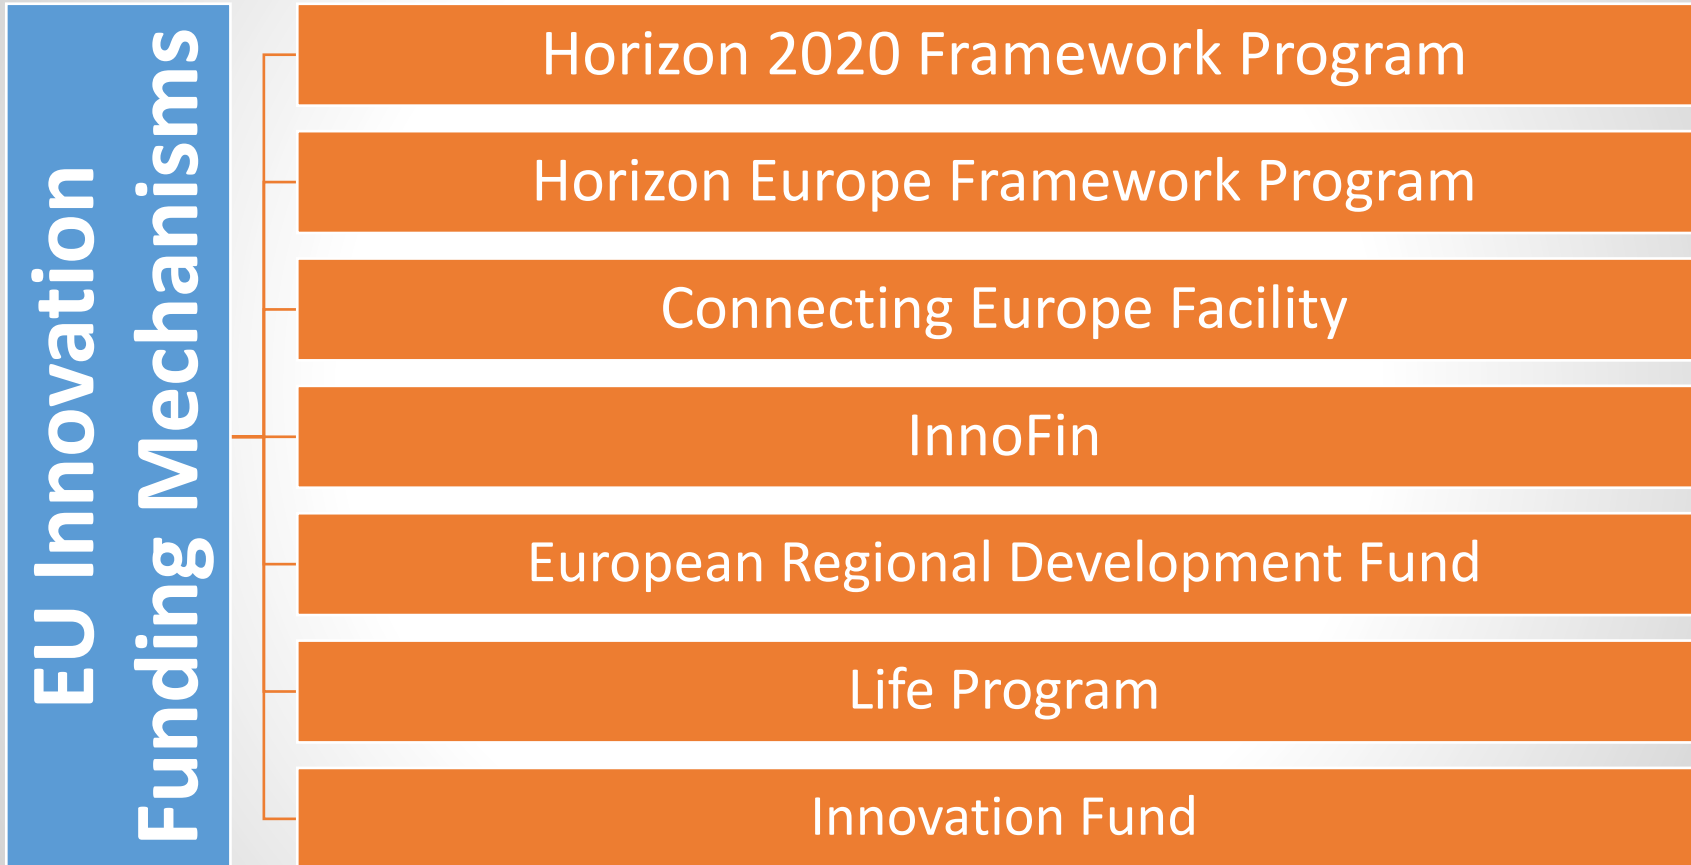 EU Innovation
Funding Mechanisms
Horizon 2020 Framework Program
Horizon Europe Framework Program
Connecting Europe Facility
InnoFin
European Regional Development Fund
Life Program
Innovation Fund